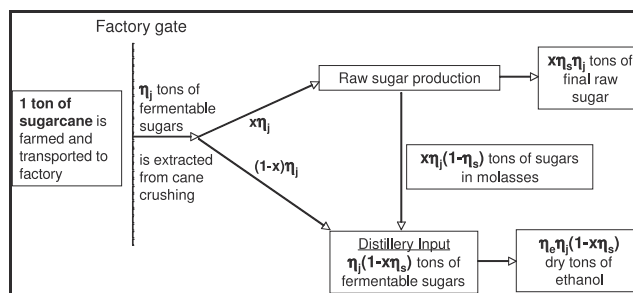 Factory gate
1 ton of
sugarcane is
farmed and
transported to
factory
ηj tons of
fermentable
sugars
is extracted
from cane
crushing
xηj
(1-x)ηj
Raw sugar production
xηsηj tons of
final raw
sugar
xηj(1-ηs) tons of sugars
in molasses
Distillery Input
ηj(1-xηs) tons of
fermentable sugars
ηeηj(1-xηs)
dry tons of
ethanol